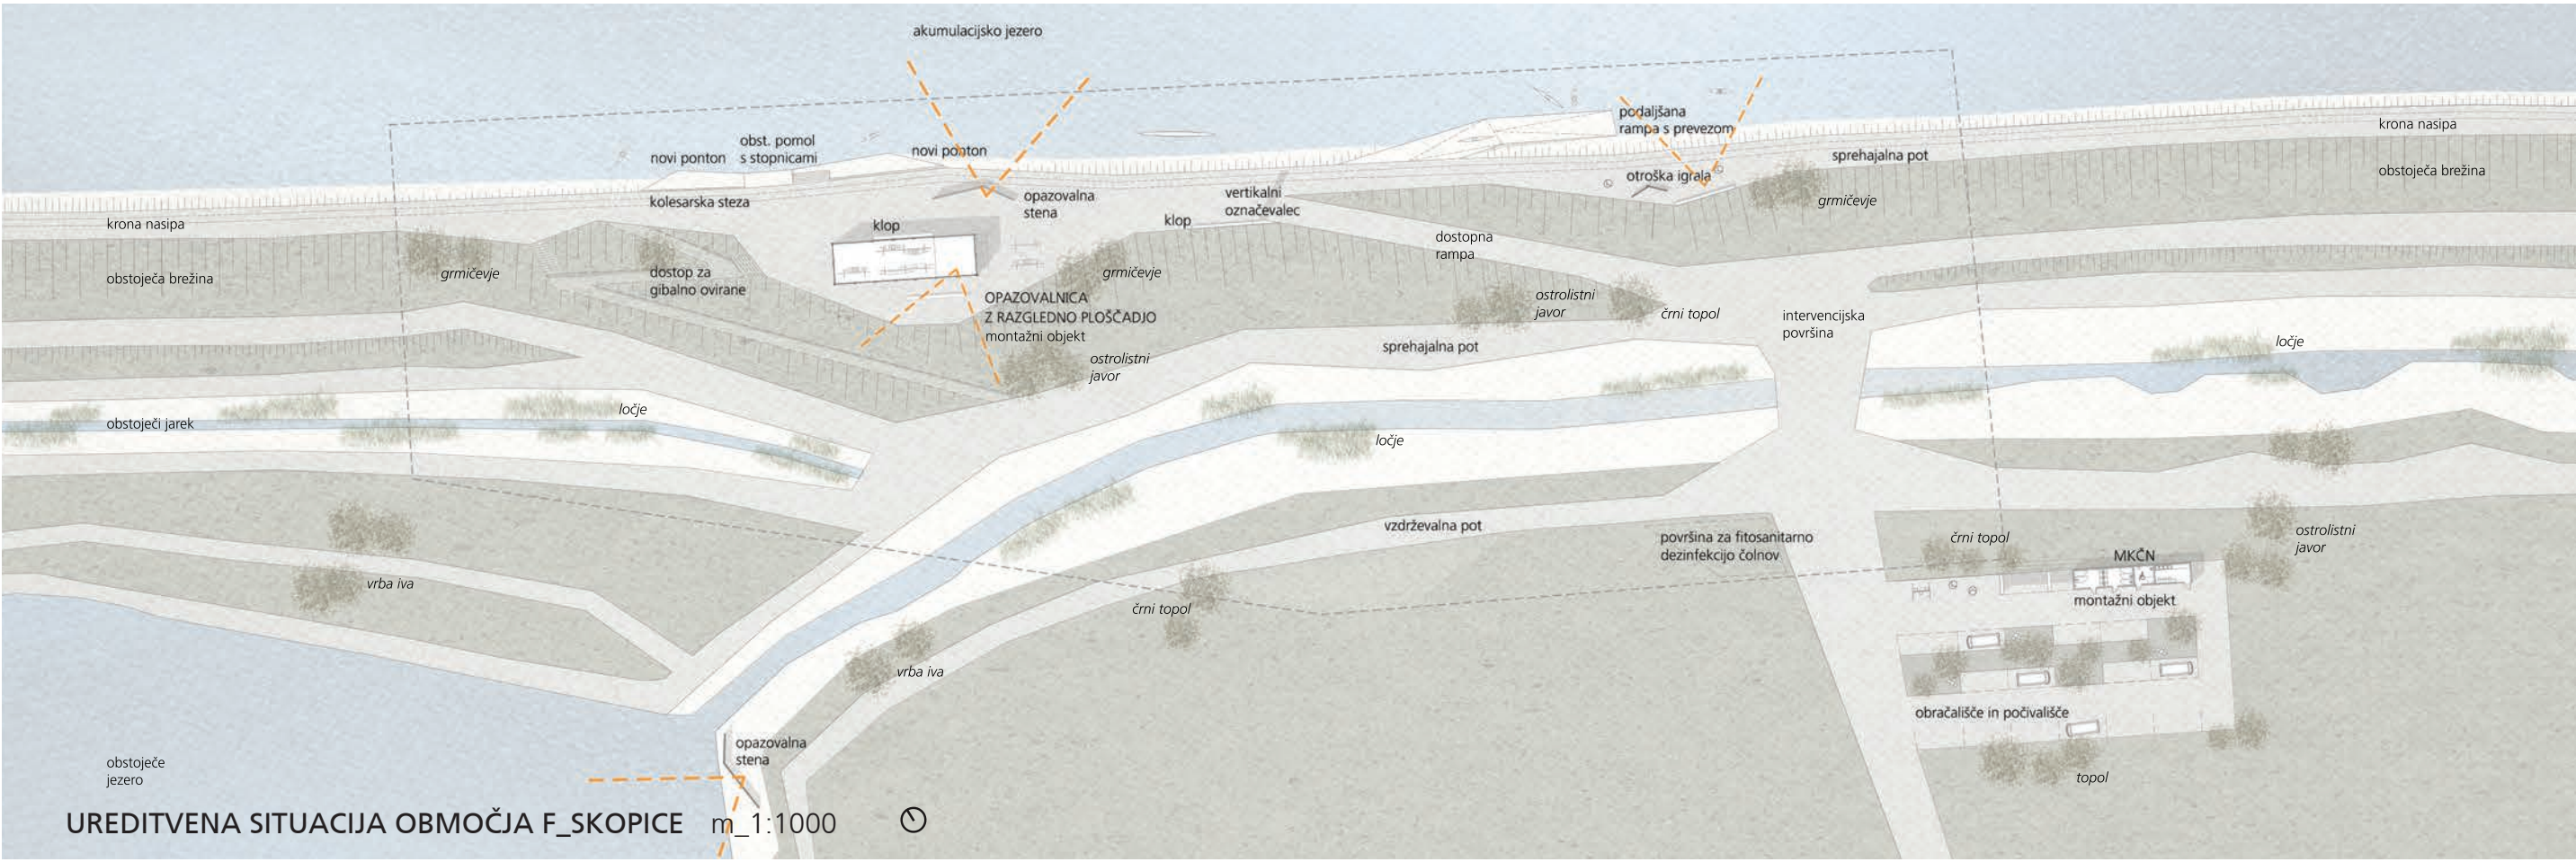 akumulacijsko jezero
podaljšana
rampa s prevezom
krona nasipa
obst. pomol
s stopnicami
novi ponton
novi ponton
sprehajalna pot
obstoječa brežina
otroška igrala
opazovalna
stena
vertikalni
označevalec
kolesarska steza
grmičevje
krona nasipa
klop
klop
dostopna
rampa
obstoječa brežina
grmičevje
dostop za
gibalno ovirane
grmičevje
OPAZOVALNICA
Z RAZGLEDNO PLOŠČADJO
montažni objekt
ostrolistni
javor
črni topol
intervencijska
površina
ločje
sprehajalna pot
ostrolistni
javor
ločje
obstoječi jarek
ločje
vzdrževalna pot
površina za fitosanitarno
dezinfekcijo čolnov
črni topol
ostrolistni
javor
MKČN
montažni objekt
vrba iva
črni topol
vrba iva
obračališče in počivališče
opazovalna
stena
obstoječe
jezero
topol
UREDITVENA SITUACIJA OBMOČJA F_SKOPICE m_1:1000